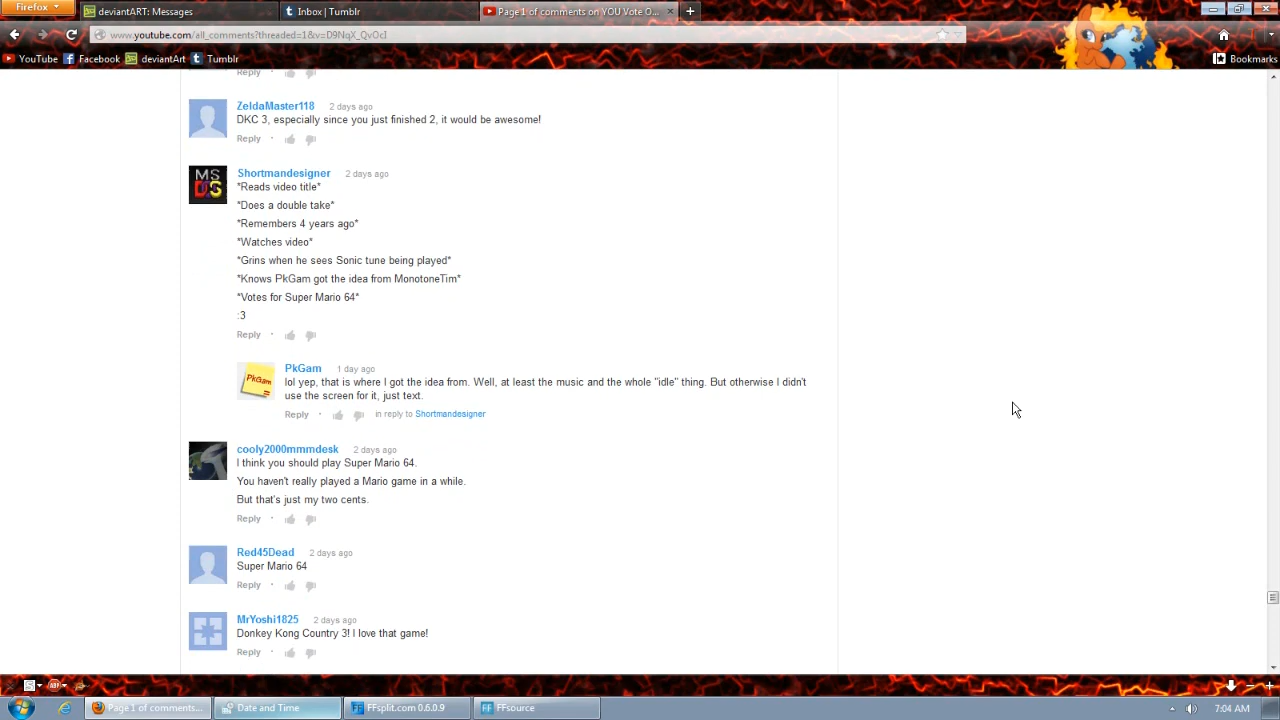 Firefox
deviantART: Messages
Inbox | Tumblr
Page 1 of comments on YOU Vote O...
www.youtube.com/all_comments?threaded=1&v=D9NqX_QvOcI
YouTube
Facebook
deviantArt
Tumblr
Bookmarks
Reply
ZeldaMaster118 2 days ago
DKC 3, especially since you just finished 2, it would be awesome!
Reply
MS
DG
Shortmandesigner 2 days ago
*Reads video title*
*Does a double take*
*Remembers 4 years ago*
*Watches video*
*Grins when he sees Sonic tune being played*
*Knows PkGam got the idea from MonotoneTim*
*Votes for Super Mario 64*
:3
Reply
PkGam
PkGam 1 day ago
lol yep, that is where I got the idea from. Well, at least the music and the whole "idle" thing. But otherwise I didn't
use the screen for it, just text.
Reply in reply to Shortmandesigner
cooly2000mmmdesk 2 days ago
I think you should play Super Mario 64.
You haven't really played a Mario game in a while.
But that's just my two cents.
Reply
Red45Dead 2 days ago
Super Mario 64
Reply
MrYoshi1825 2 days ago
Donkey Kong Country 3! I love that game!
Reply
Page 1 of comments...
Date and Time
FFsplit.com 0.6.0.9
FFsource
7:04 AM